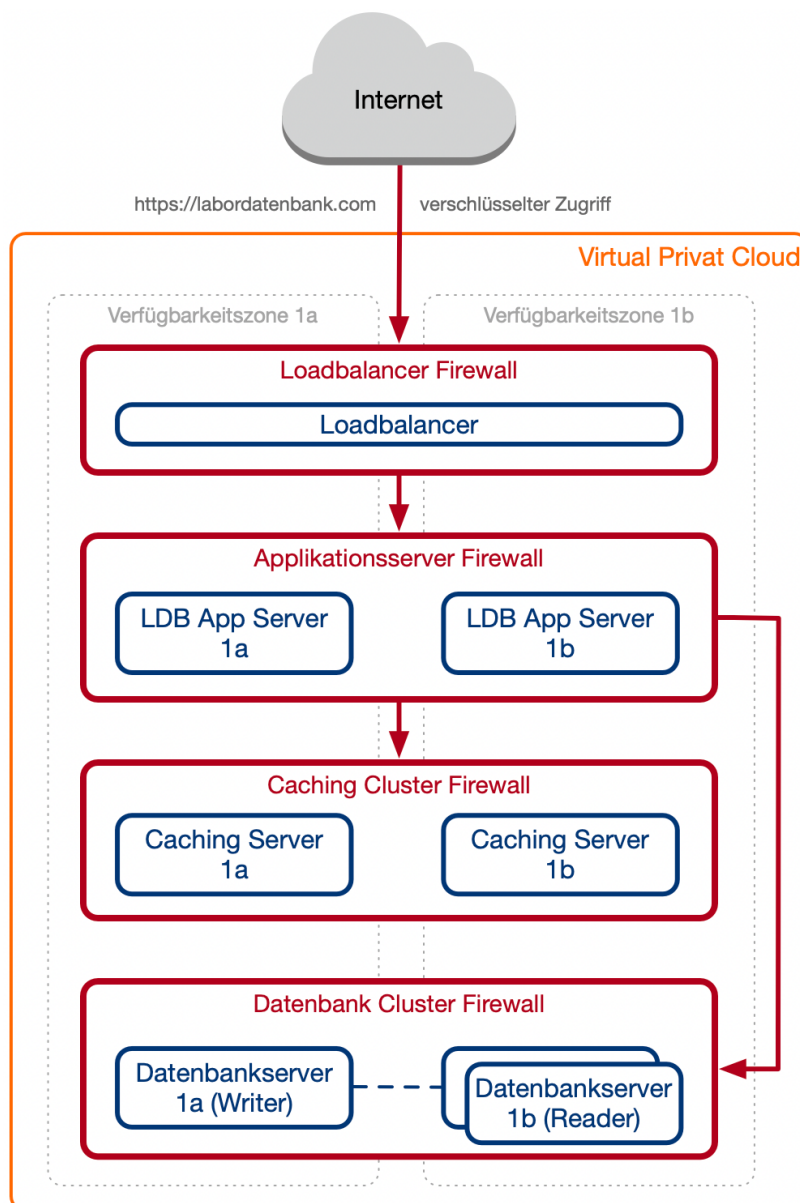 Internet
https://labordatenbank.com verschlüsselter Zugriff
Virtual Privat Cloud
Verfügbarkeitszone 1a
Verfügbarkeitszone 1b
Loadbalancer Firewall
Loadbalancer
Applikationsserver Firewall
LDB App Server
1a
LDB App Server
1b
Caching Cluster Firewall
Caching Server
1a
Caching Server
1b
Datenbank Cluster Firewall
Datenbankserver
1a (Writer)
Datenbankserver
1b (Reader)